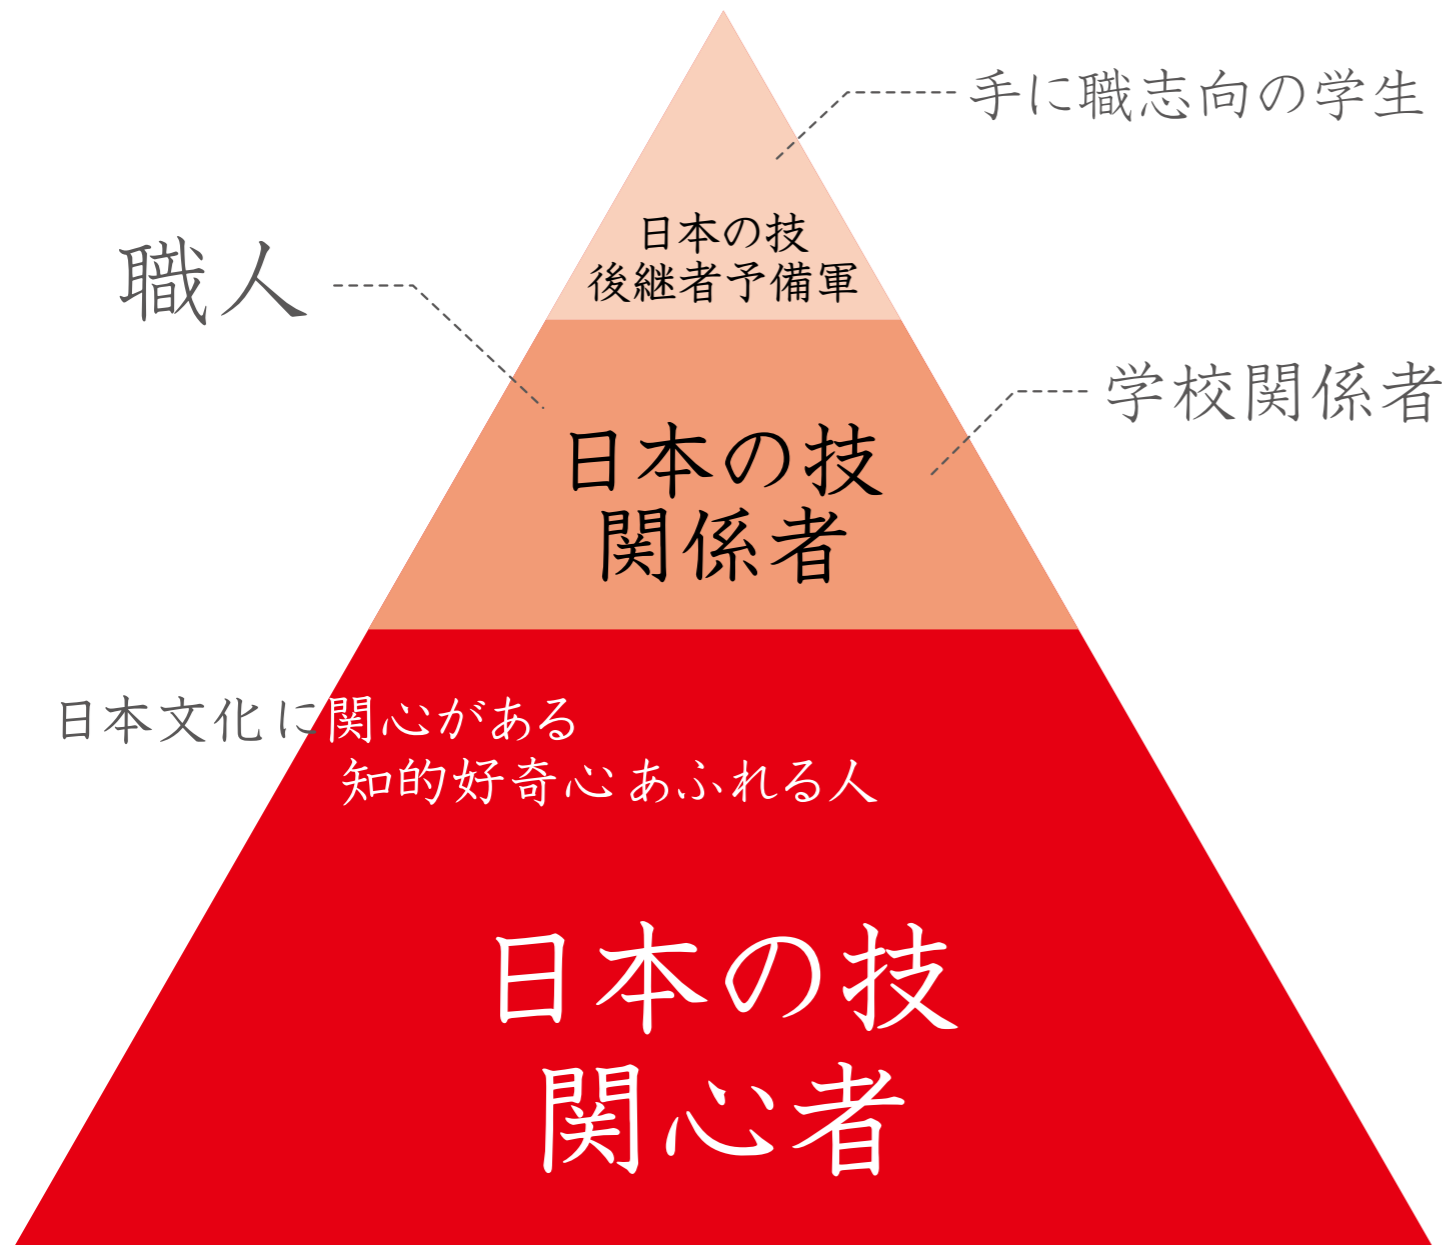 手に職志向の学生
日本の技
後継者予備軍
職人
学校関係者
日本の技
関係者
日本文化に関心がある
知的好奇心あふれる人
日本の技
関心者